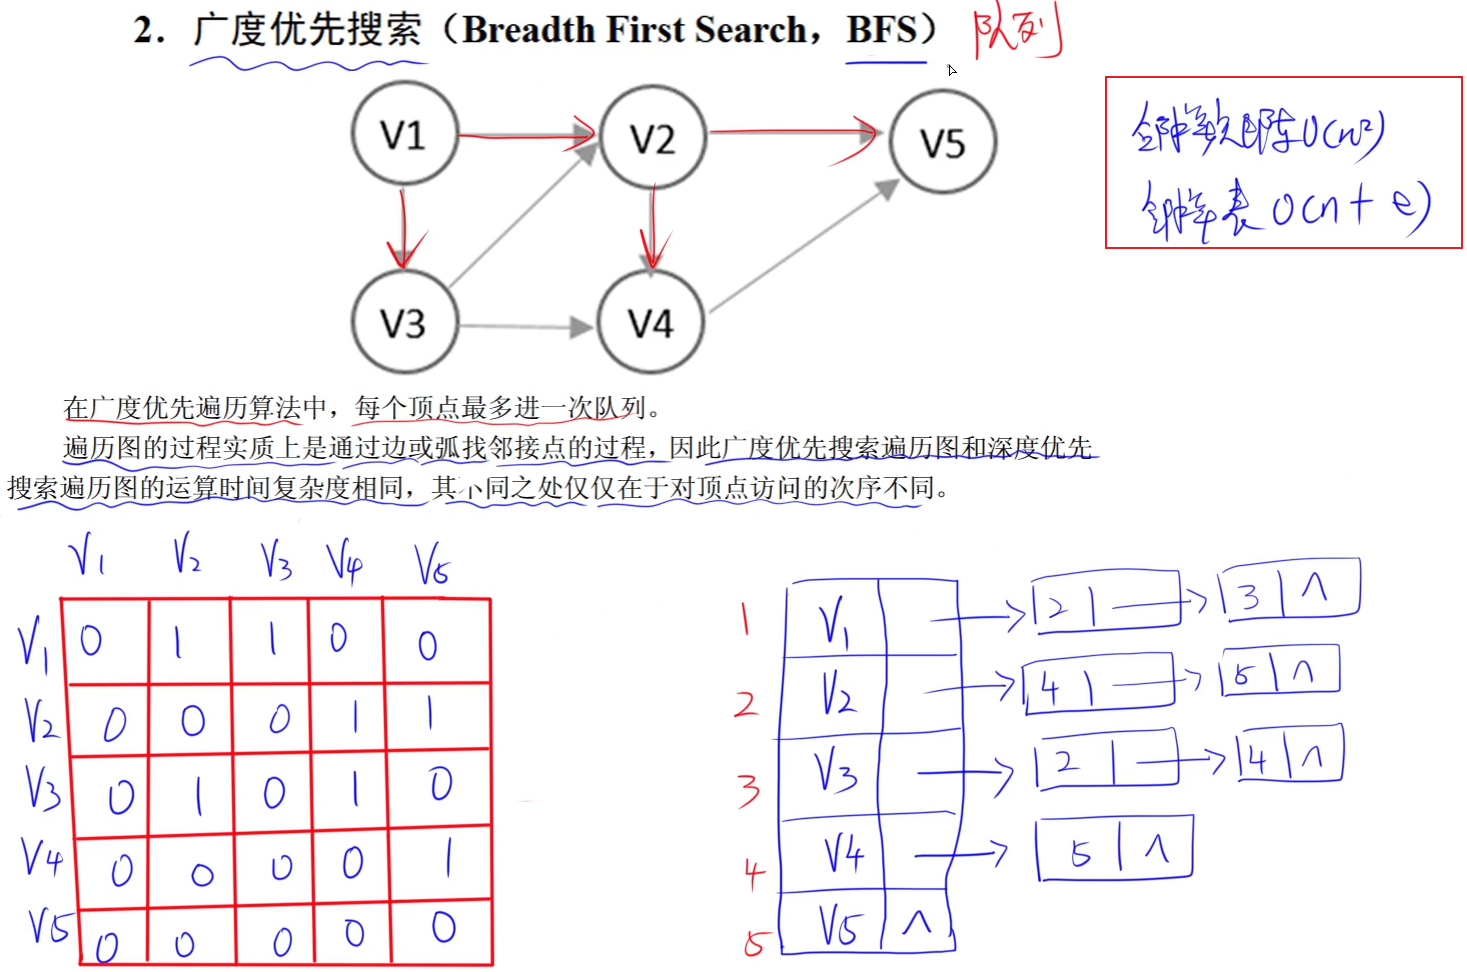 2. 广度优先搜索（Breadth First Search，BFS） 队列
邻接矩阵 O(n²)
邻接表 O(n + e)
V1 V2 V5
V3 V4
在广度优先遍历算法中，每个顶点最多进一次队列。
遍历图的过程实质上是通过边或弧找邻接点的过程，因此广度优先搜索遍历图和深度优先
搜索遍历图的运算时间复杂度相同，其不同之处仅仅在于对顶点访问的次序不同。
V1 V2 V3 V4 V5
V1 0 1 1 0 0
V2 0 0 0 1 1
V3 0 1 0 1 0
V4 0 0 0 0 1
V5 0 0 0 0 0
1 V1 2 3 ∧
2 V2 4 5 ∧
3 V3 2 4 ∧
4 V4 5 ∧
5 V5 ∧